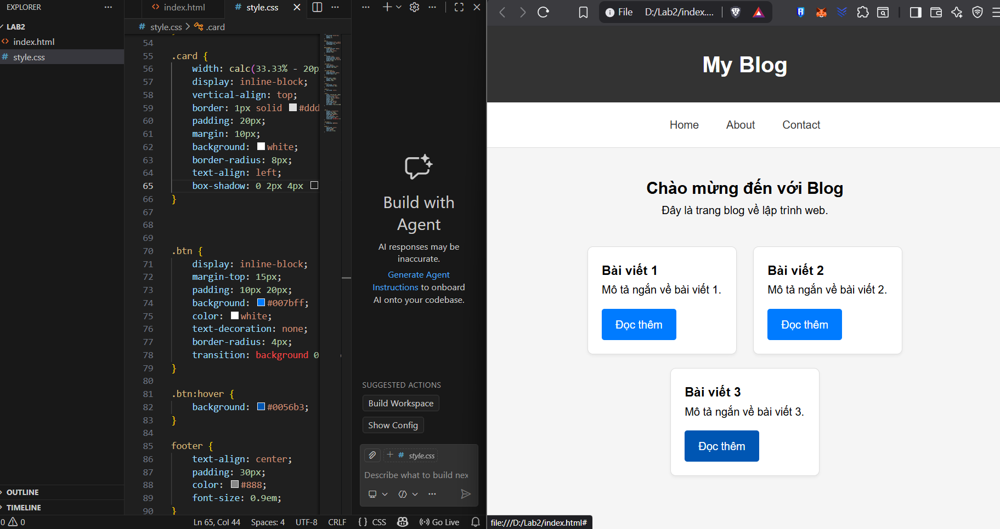 EXPLORER
LAB2
index.html
style.css
OUTLINE
TIMELINE
0 0
index.html
# style.css
# style.css > .card
54
55 .card {
56 width: calc(33.33% - 20p
57 display: inline-block;
58 vertical-align: top;
59 border: 1px solid #ddd
60 padding: 20px;
61 margin: 10px;
62 background: white;
63 border-radius: 8px;
64 text-align: left;
65 box-shadow: 0 2px 4px
66 }
67
68
69
70 .btn {
71 display: inline-block;
72 margin-top: 15px;
73 padding: 10px 20px;
74 background: #007bff;
75 color: white;
76 text-decoration: none;
77 border-radius: 4px;
78 transition: background 0
79 }
80
81 .btn:hover {
82 background: #0056b3;
83 }
84
85 footer {
86 text-align: center;
87 padding: 30px;
88 color: #888;
89 font-size: 0.9em;
90 }
Ln 65, Col 44 Spaces: 4 UTF-8 CRLF {} CSS Go Live
Build with
Agent
AI responses may be
inaccurate.
Generate Agent
Instructions to onboard
AI onto your codebase.
SUGGESTED ACTIONS
Build Workspace
Show Config
# style.css
Describe what to build nex
File D:/Lab2/index....
My Blog
Home About Contact
Chào mừng đến với Blog
Đây là trang blog về lập trình web.
Bài viết 1
Mô tả ngắn về bài viết 1.
Đọc thêm
Bài viết 2
Mô tả ngắn về bài viết 2.
Đọc thêm
Bài viết 3
Mô tả ngắn về bài viết 3.
Đọc thêm
file:///D:/Lab2/index.html#